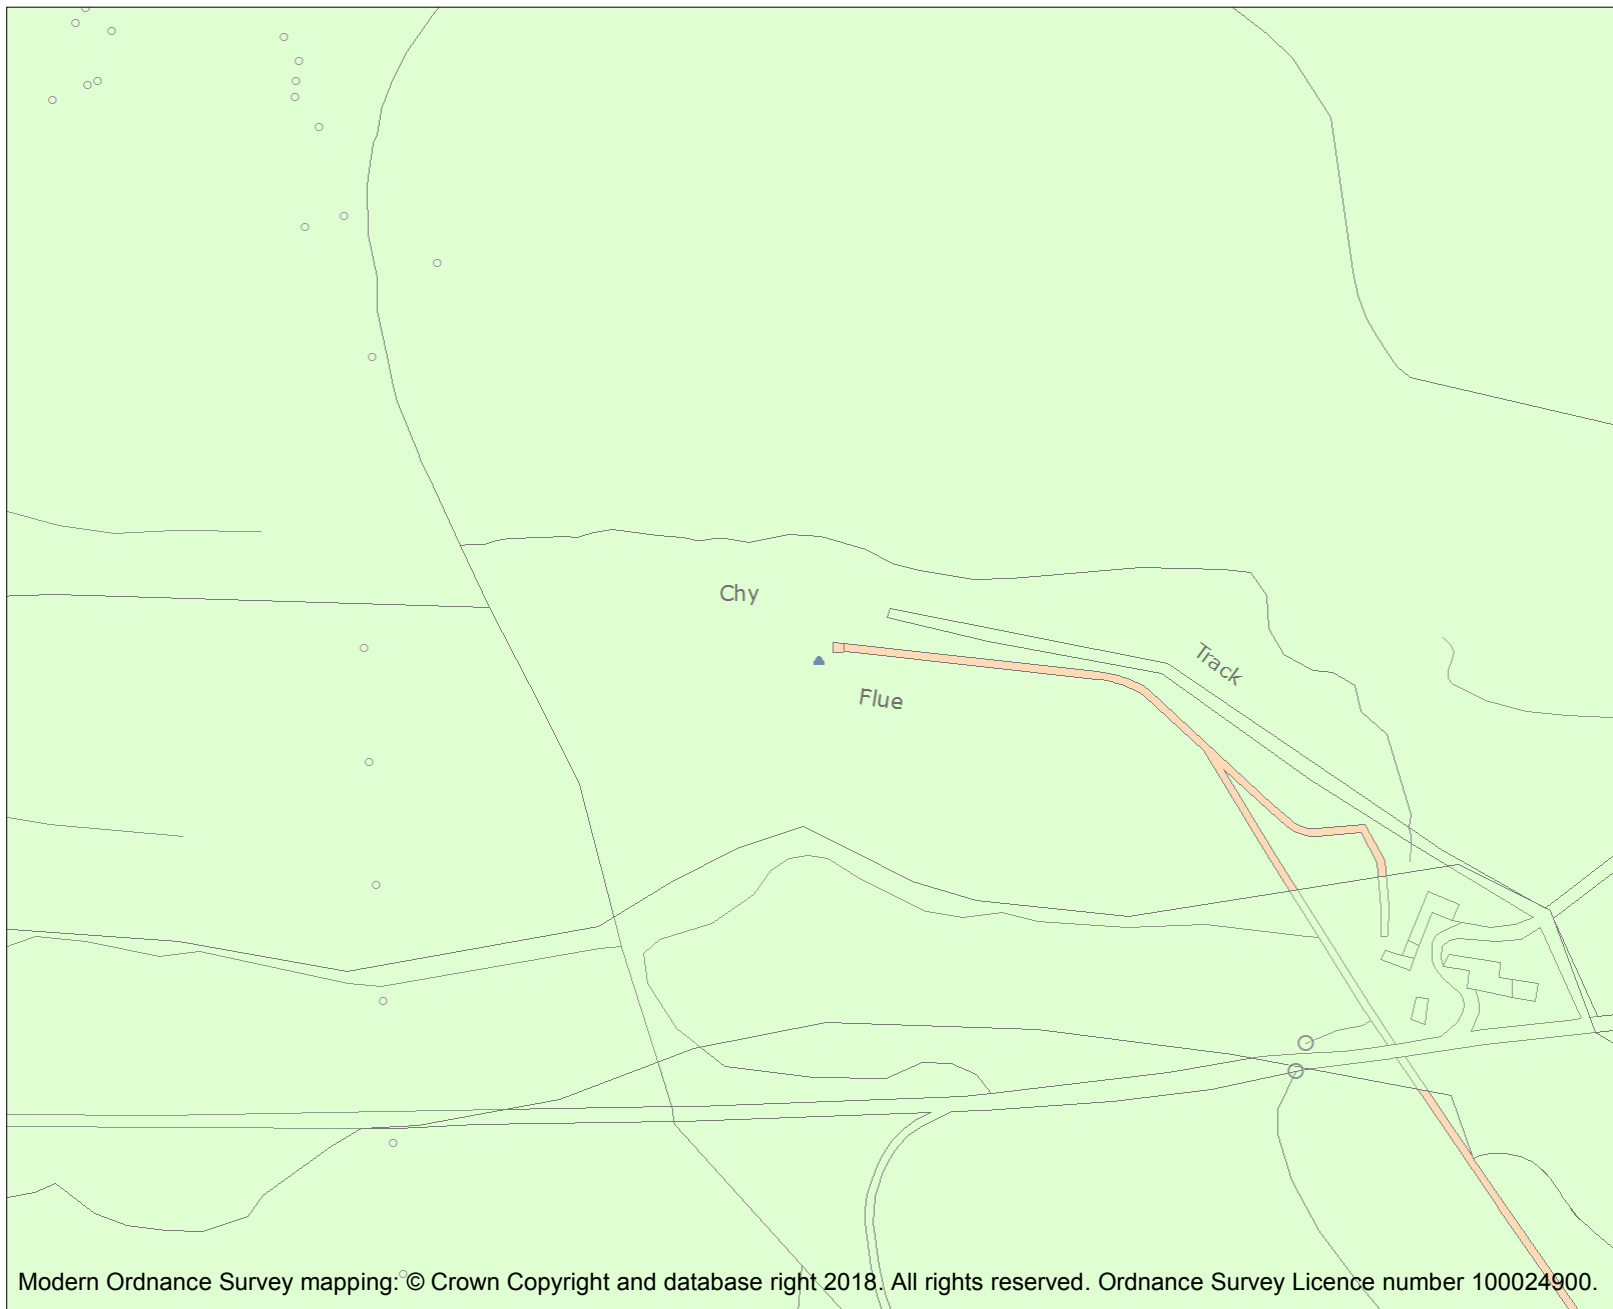 Chy
Track
Flue
Modern Ordnance Survey mapping: © Crown Copyright and database right 2018. All rights reserved. Ordnance Survey Licence number 100024900.